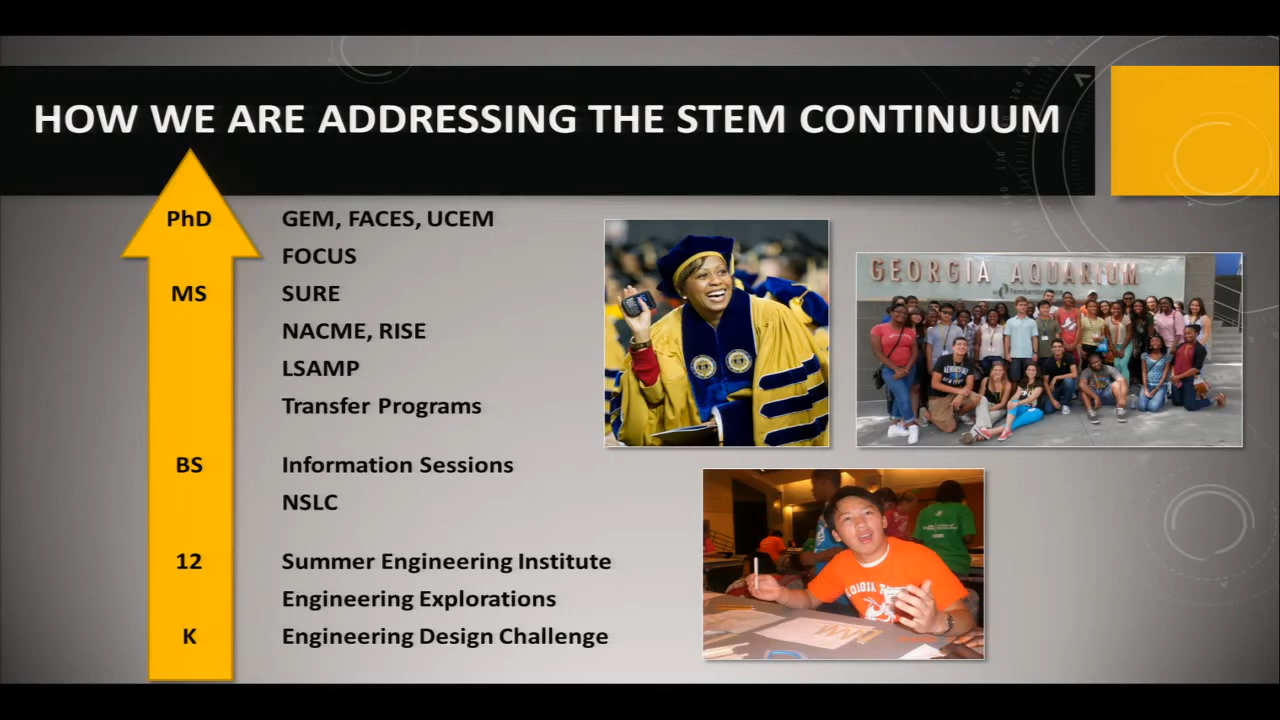 HOW WE ARE ADDRESSING THE STEM CONTINUUM
PhD GEM, FACES, UCEM
FOCUS
MS SURE
NACME, RISE
LSAMP
Transfer Programs
BS Information Sessions
NSLC
12 Summer Engineering Institute
Engineering Explorations
K Engineering Design Challenge
GEORGIA AQUARIUM